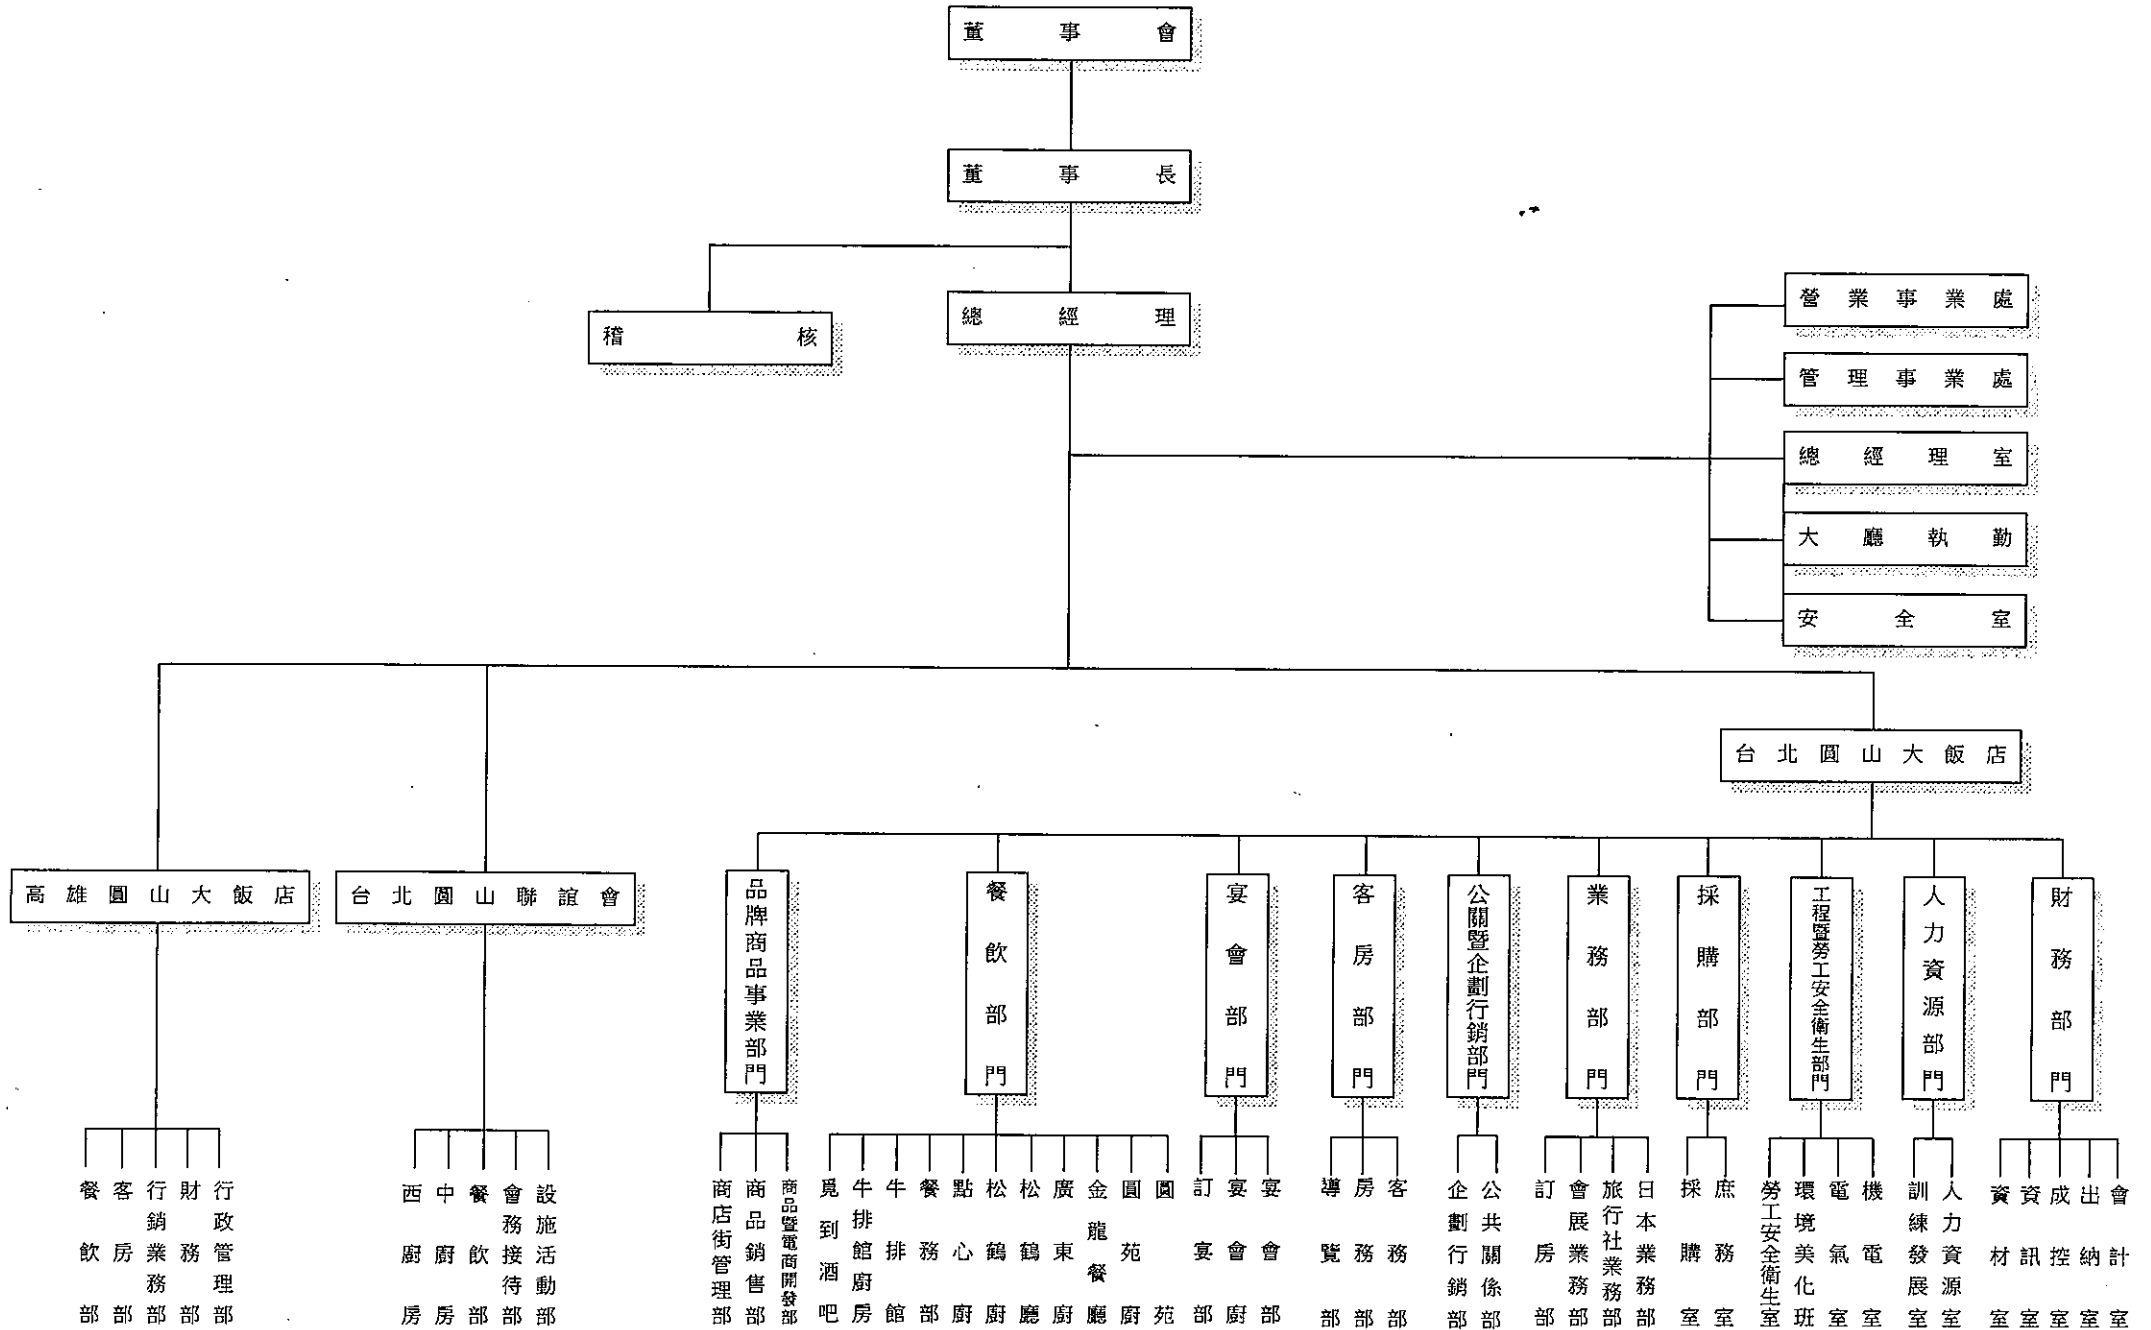 董事會
董事長
稽核
總經理
營業事業處
管理事業處
總經理室
大廳執勤
安全室
台北圓山大飯店
高雄圓山大飯店
台北圓山聯誼會
品牌商品事業部門
餐飲部門
宴會部門
客房部門
公關暨企劃行銷部門
業務部門
採購部門
工程暨勞工安全衛生部門
人力資源部門
財務部門
餐飲部
客房部
行銷業務部
財務部
行政管理部
西廚房
中廚房
餐飲部
會務接待部
設施活動部
商店街管理部
商品銷售部
商品暨電商開發部
覓到酒吧
牛排館廚房
牛排館
餐務部
點心廚
松鶴廚
松鶴廳
廣東廚
金龍餐廳
圓苑廚
圓苑
訂宴部
宴會廚
宴會部
導覽部
房務部
客務部
企劃行銷部
公共關係部
訂房部
會展業務部
旅行社業務部
日本業務部
採購室
庶務室
勞工安全衛生室
環境美化班
電氣室
機電室
訓練發展室
人力資源室
資材室
資訊室
成控室
出納室
會計室